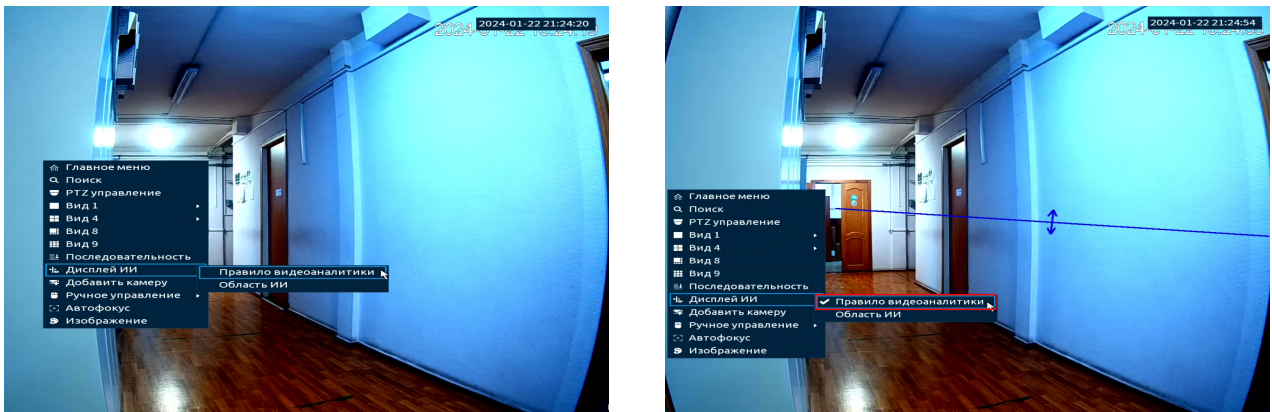 2024-01-22 21:24:20
Главное меню
Поиск
PTZ управление
Вид 1
Вид 4
Вид 8
Вид 9
Последовательность
Дисплей ИИ
Правило видеоаналитики
Область ИИ
Добавить камеру
Ручное управление
Автофокус
Изображение
2024-01-22 21:24:54
Главное меню
Поиск
PTZ управление
Вид 1
Вид 4
Вид 8
Вид 9
Последовательность
Дисплей ИИ
Правило видеоаналитики
Область ИИ
Добавить камеру
Ручное управление
Автофокус
Изображение